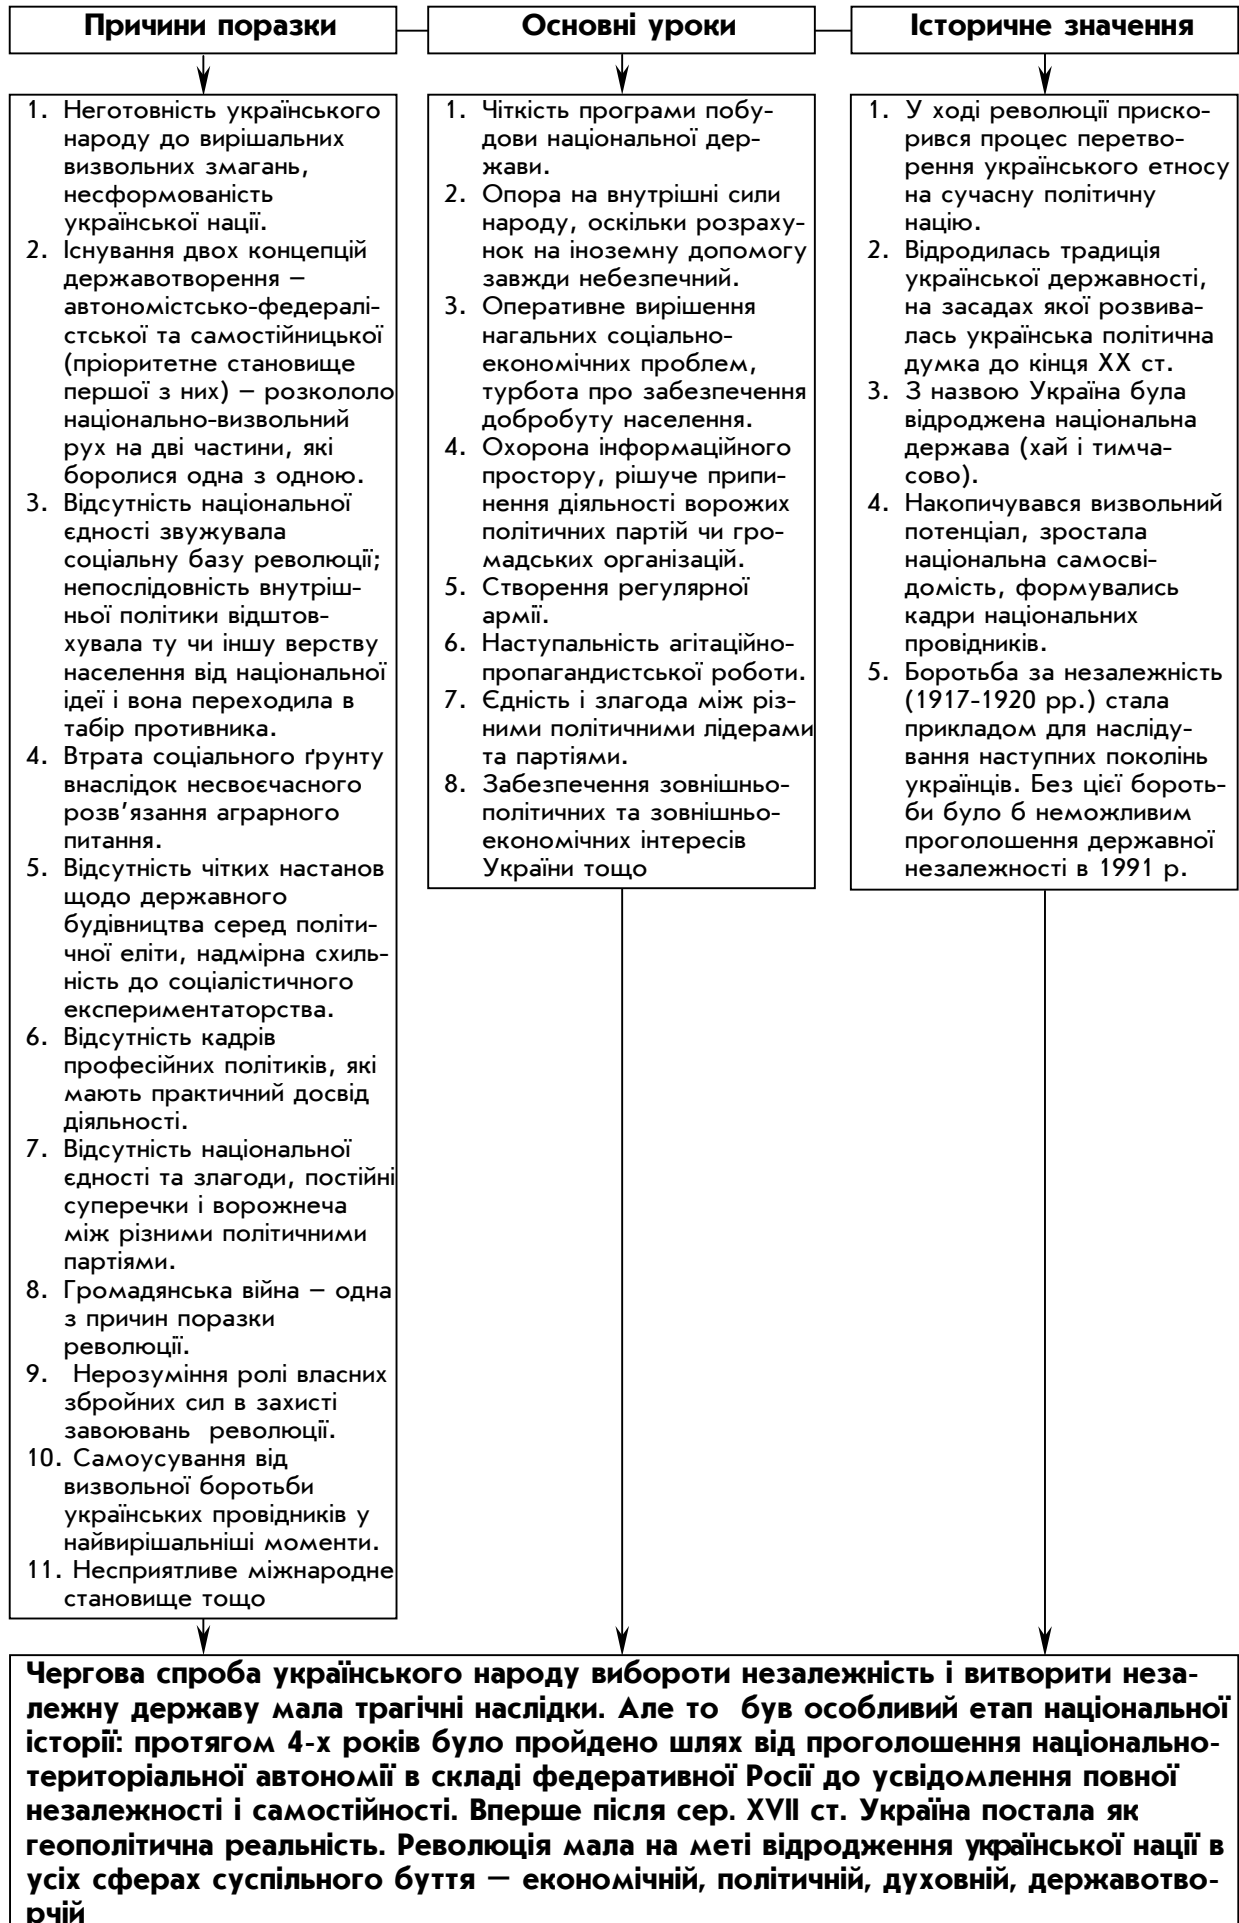 Причини поразки
Основні уроки
Історичне значення
1. Неготовність українського
народу до вирішальних
визвольних змагань,
несформованість
української нації.
2. Існування двох концепцій
державотворення –
автономістсько-федералі-
стської та самостійницької
(пріоритетне становище
першої з них) – розкололо
національно-визвольний
рух на дві частини, які
боролися одна з одною.
3. Відсутність національної
єдності звужувала
соціальну базу революції;
непослідовність внутріш-
ньої політики відштов-
хувала ту чи іншу верству
населення від національної
ідеї і вона переходила в
табір противника.
4. Втрата соціального ґрунту
внаслідок несвоєчасного
розв’язання аграрного
питання.
5. Відсутність чітких настанов
щодо державного
будівництва серед політи-
чної еліти, надмірна схиль-
ність до соціалістичного
експериментаторства.
6. Відсутність кадрів
професійних політиків, які
мають практичний досвід
діяльності.
7. Відсутність національної
єдності та злагоди, постійні
суперечки і ворожнеча
між різними політичними
партіями.
8. Громадянська війна – одна
з причин поразки
революції.
9. Нерозуміння ролі власних
збройних сил в захисті
завоювань революції.
10. Самоусування від
визвольної боротьби
українських провідників у
найвирішальніші моменти.
11. Несприятливе міжнародне
становище тощо
1. Чіткість програми побу-
дови національної дер-
жави.
2. Опора на внутрішні сили
народу, оскільки розраху-
нок на іноземну допомогу
завжди небезпечний.
3. Оперативне вирішення
нагальних соціально-
економічних проблем,
турбота про забезпечення
добробуту населення.
4. Охорона інформаційного
простору, рішуче припи-
нення діяльності ворожих
політичних партій чи гро-
мадських організацій.
5. Створення регулярної
армії.
6. Наступальність агітаційно-
пропагандистської роботи.
7. Єдність і злагода між різ-
ними політичними лідерами
та партіями.
8. Забезпечення зовнішньо-
політичних та зовнішньо-
економічних інтересів
України тощо
1. У ході революції приско-
рився процес перетво-
рення українського етносу
на сучасну політичну
націю.
2. Відродилась традиція
української державності,
на засадах якої розвива-
лась українська політична
думка до кінця ХХ ст.
3. З назвою Україна була
відроджена національна
держава (хай і тимча-
сово).
4. Накопичувався визвольний
потенціал, зростала
національна самосві-
домість, формувались
кадри національних
провідників.
5. Боротьба за незалежність
(1917-1920 рр.) стала
прикладом для насліду-
вання наступних поколінь
українців. Без цієї бороть-
би було б неможливим
проголошення державної
незалежності в 1991 р.
Чергова спроба українського народу вибороти незалежність і витворити неза-
лежну державу мала трагічні наслідки. Але то був особливий етап національної
історії: протягом 4-х років було пройдено шлях від проголошення національно-
територіальної автономії в складі федеративної Росії до усвідомлення повної
незалежності і самостійності. Вперше після сер. XVII ст. Україна постала як
геополітична реальність. Революція мала на меті відродження української нації в
усіх сферах суспільного буття – економічній, політичній, духовній, державотво-
рчій